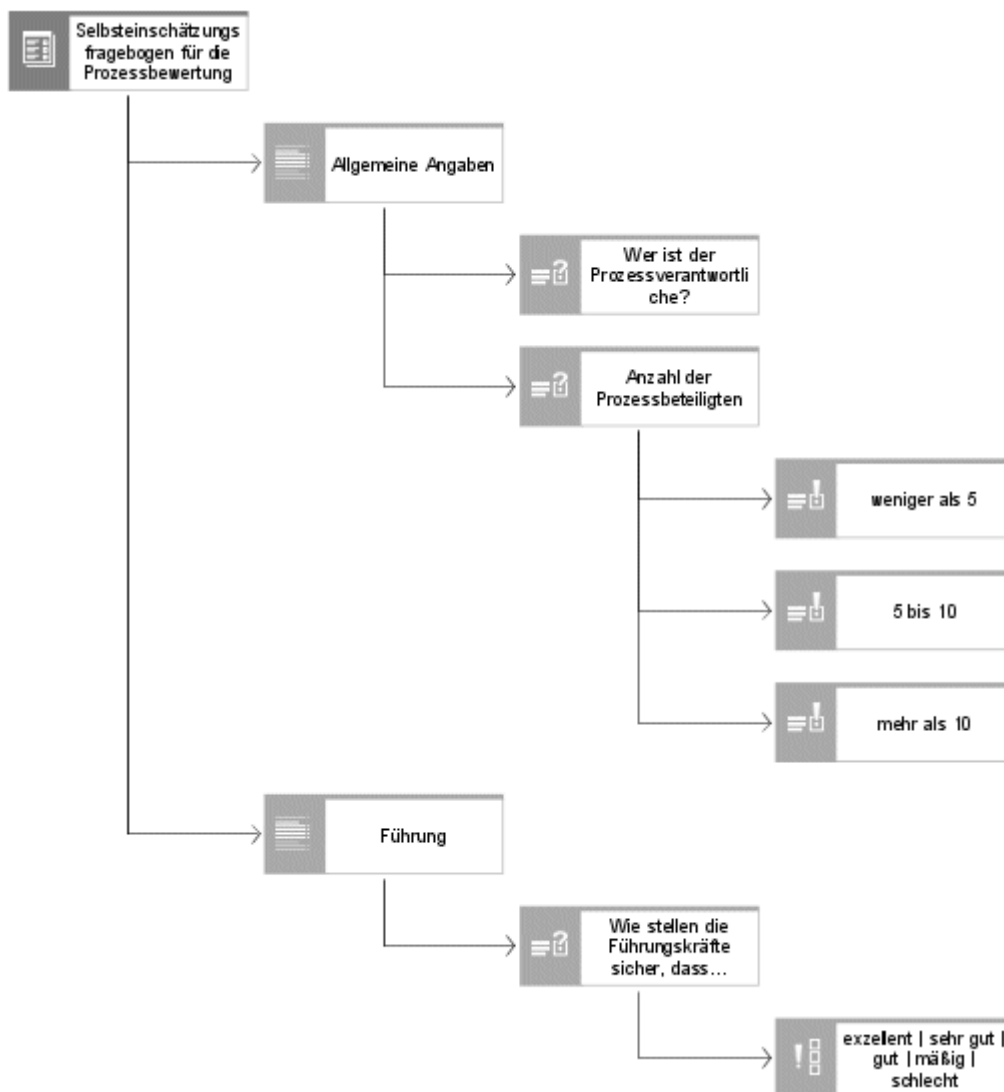 Selbsteinschätzungs
fragebogen für die
Prozessbewertung
Allgemeine Angaben
Wer ist der
Prozessverantwortli
che?
Anzahl der
Prozessbeteiligten
weniger als 5
5 bis 10
mehr als 10
Führung
Wie stellen die
Führungskräfte
sicher, dass...
exzellent | sehr gut |
gut | mäßig |
schlecht